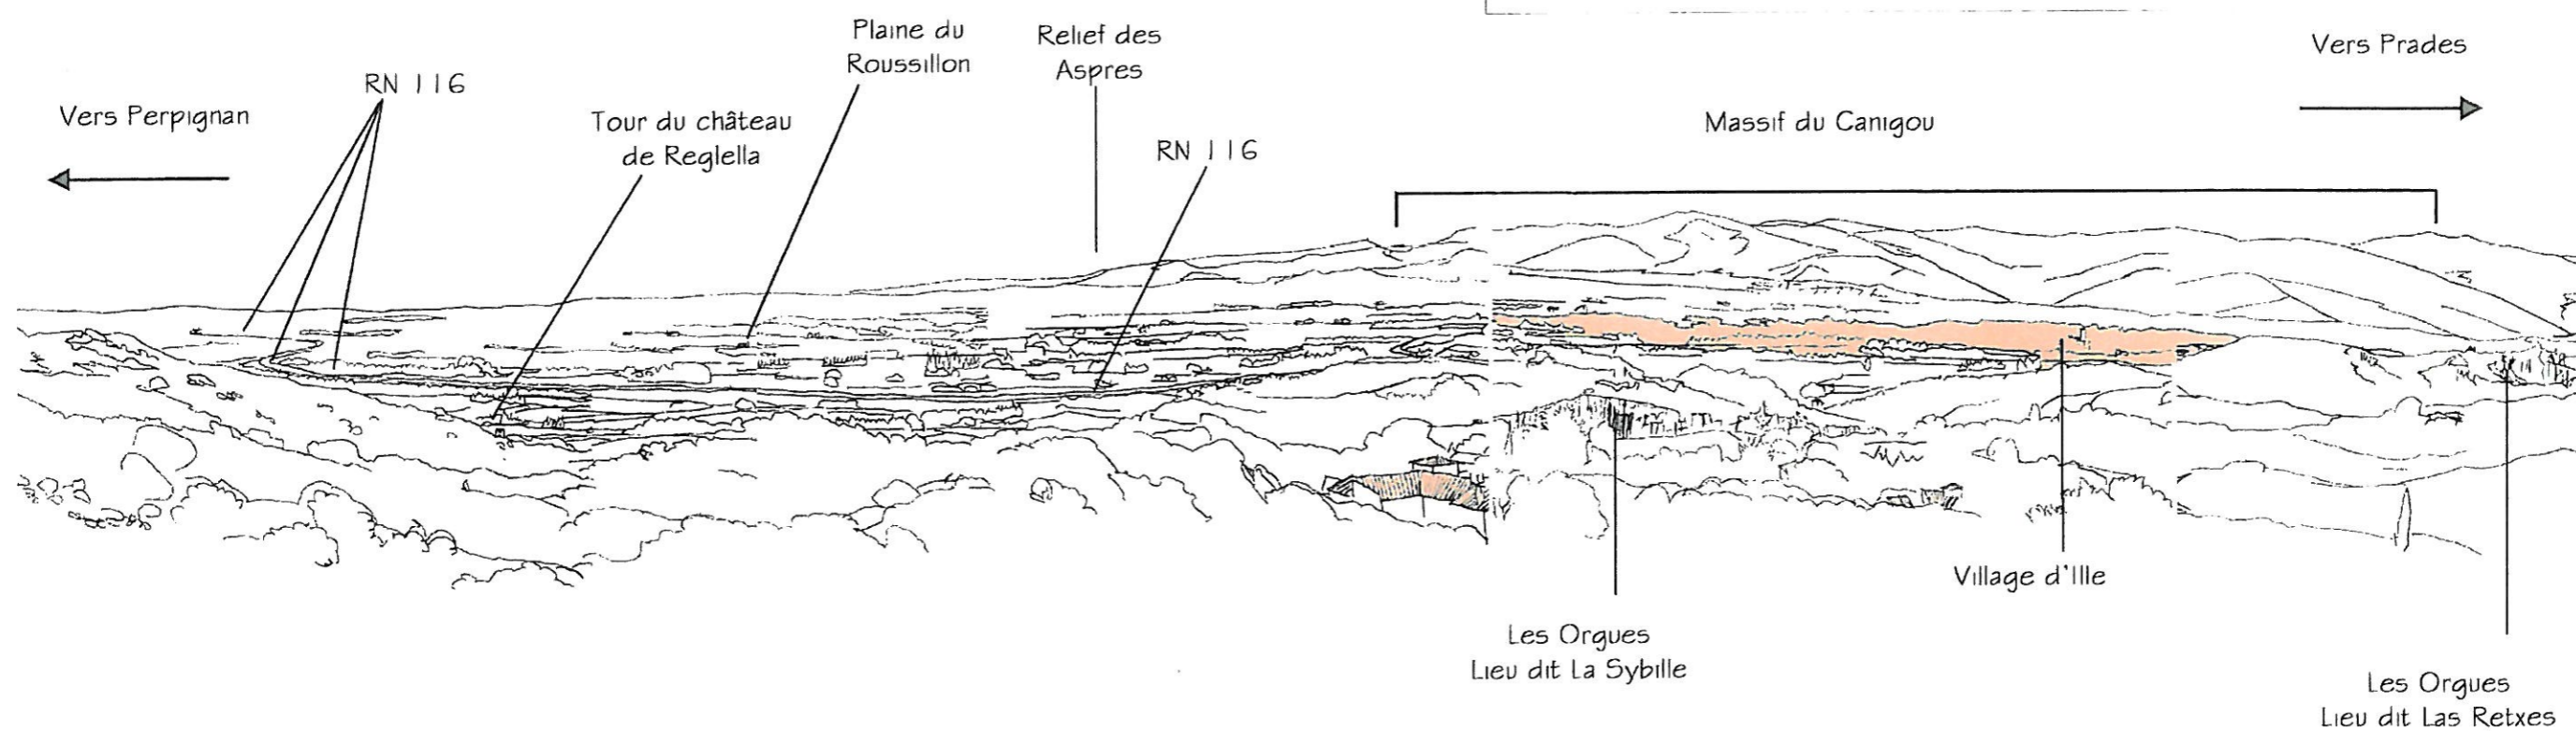 Vers Perpignan
RN 116
Tour du château
de Reglella
Plaine du
Roussillon
Relief des
Aspres
RN 116
Massif du Canigou
Vers Prades
Les Orgues
Lieu dit La Sybille
Village d'Ille
Les Orgues
Lieu dit Las Retxes